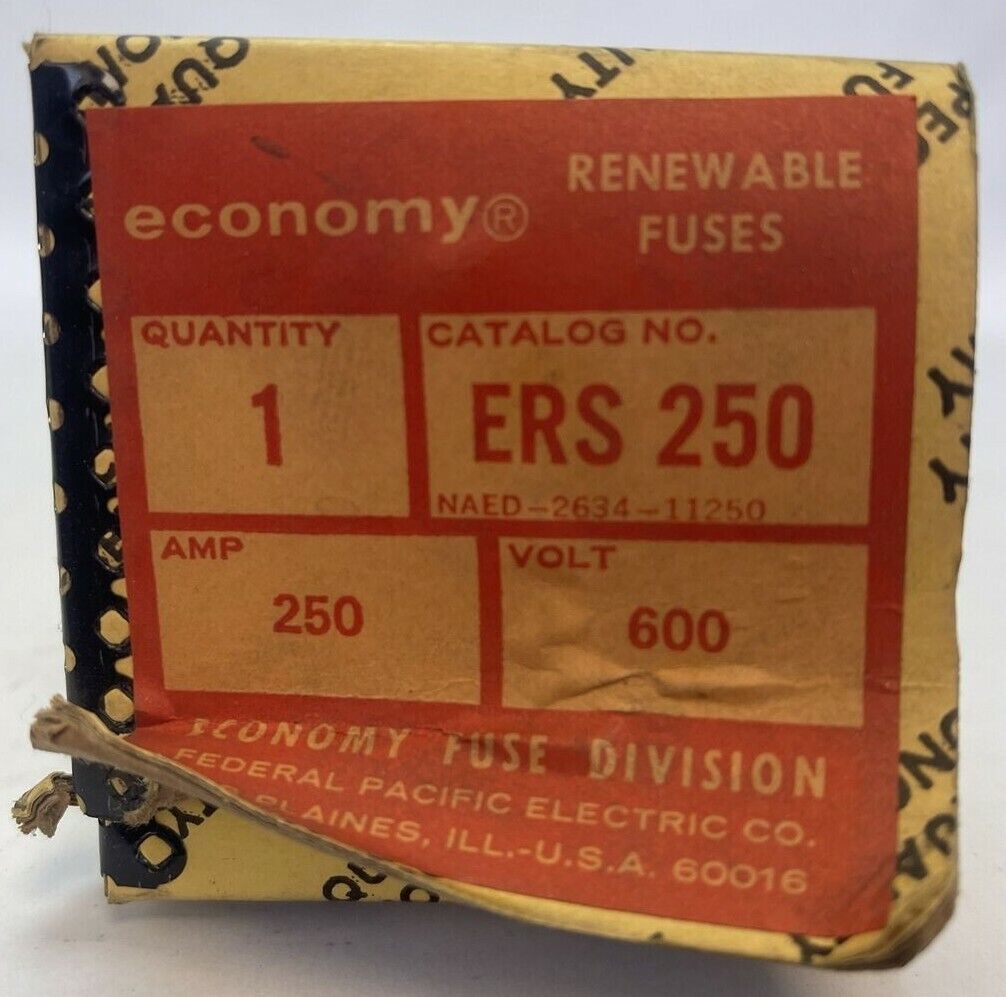 economy®
RENEWABLE
FUSES
QUANTITY
1
CATALOG NO.
ERS 250
NAED-2634-11250
AMP
250
VOLT
600
ECONOMY FUSE DIVISION
FEDERAL PACIFIC ELECTRIC CO.
PLAINES, ILL.-U.S.A. 60016